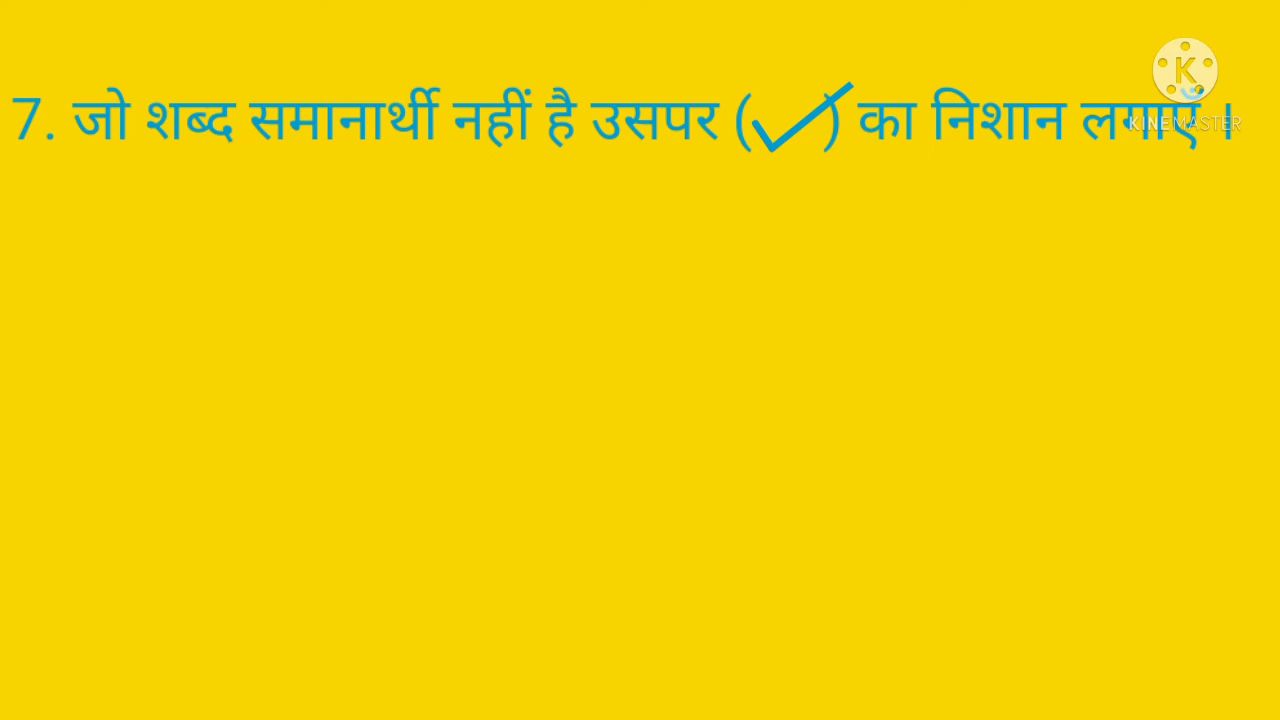 7. जो शब्द समानार्थी नहीं है उसपर (✓) का निशान लगाएँ।
K
KINEMASTER